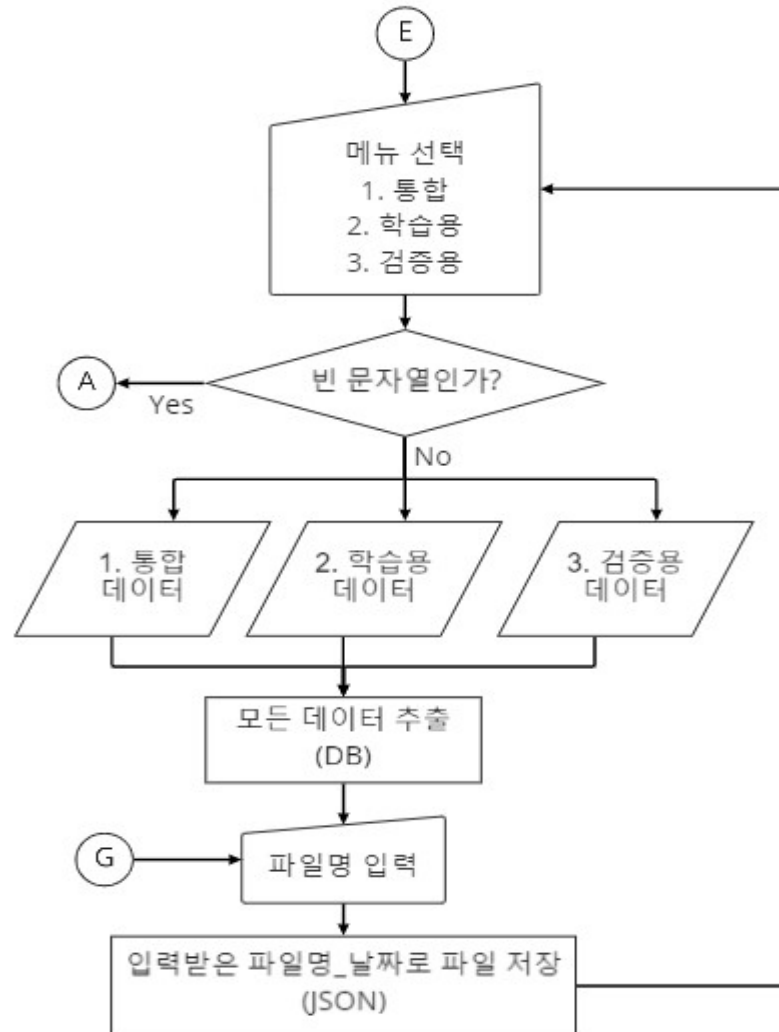 E
메뉴 선택
1. 통합
2. 학습용
3. 검증용
빈 문자열인가?
A
Yes
No
1. 통합
데이터
2. 학습용
데이터
3. 검증용
데이터
모든 데이터 추출
(DB)
G
파일명 입력
입력받은 파일명_날짜로 파일 저장
(JSON)